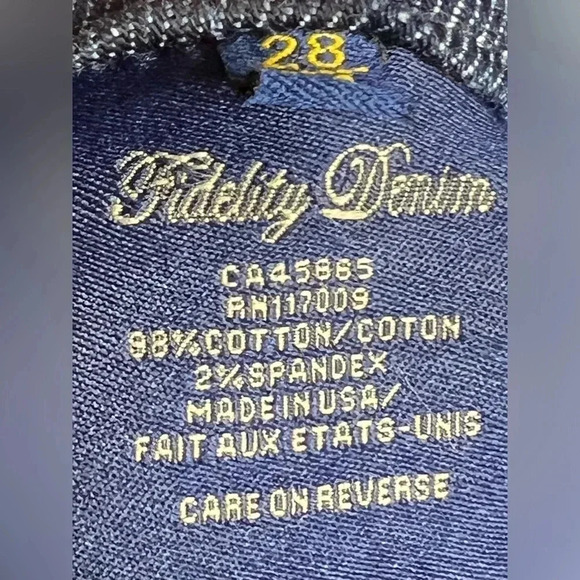 28
Fidelity Denim
CA45865
RN117009
98%COTTON/COTON
2%SPANDEX
MADE IN USA/
FAIT AUX ETATS-UNIS
CARE ON REVERSE